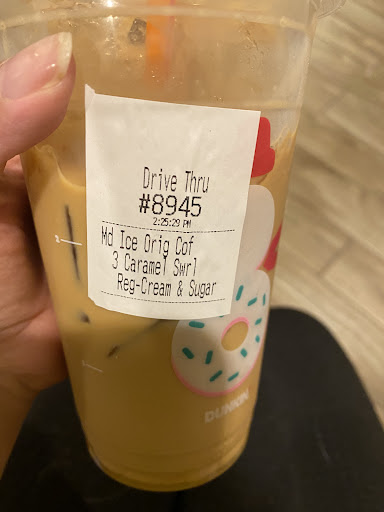 Drive Thru
#8945
2:25:29 PM
Md Ice Orig Cof
3 Caramel Swrl
Reg-Cream & Sugar
DUNKIN'